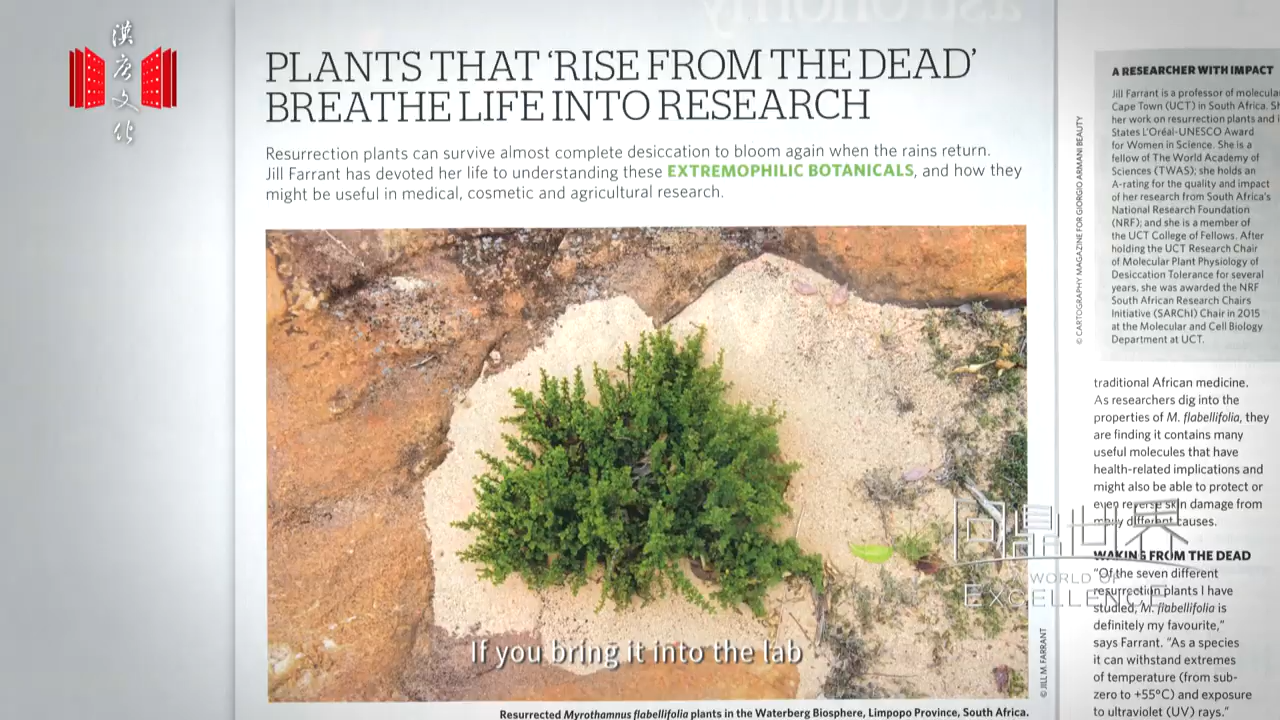 漢唐文化
PLANTS THAT ‘RISE FROM THE DEAD’
BREATHE LIFE INTO RESEARCH
Resurrection plants can survive almost complete desiccation to bloom again when the rains return.
Jill Farrant has devoted her life to understanding these EXTREMOPHILIC BOTANICALS, and how they
might be useful in medical, cosmetic and agricultural research.
© CARTOGRAPHY MAGAZINE FOR GIORGIO ARMANI BEAUTY
A RESEARCHER WITH IMPACT
Jill Farrant is a professor of molecular
Cape Town (UCT) in South Africa.
her work on resurrection plants and
States L’Oréal-UNESCO Award
for Women in Science. She is a
fellow of The World Academy of
Sciences (TWAS); she holds an
A-rating for the quality and impact
of her research from South Africa’s
National Research Foundation
(NRF); and she is a member of
the UCT College of Fellows. After
holding the UCT Research Chair
of Molecular Plant Physiology of
Desiccation Tolerance for several
years, she was awarded the NRF
South African Research Chairs
Initiative (SARChI) Chair in 2015
at the Molecular and Cell Biology
Department at UCT.
traditional African medicine.
As researchers dig into the
properties of M. flabellifolia, they
are finding it contains many
useful molecules that have
health-related implications and
might also be able to protect or
even reverse skin damage from
many different causes.
WAKING FROM THE DEAD
“Of the seven different
resurrection plants I have
studied, M. flabellifolia is
definitely my favourite,”
says Farrant. “As a species
it can withstand extremes
of temperature (from sub-
zero to +55°C) and exposure
to ultraviolet (UV) rays.”
世界
A WORLD OF
EXCELLENCE
© JILL M. FARRANT
If you bring it into the lab
Resurrected Myrothamnus flabellifolia plants in the Waterberg Biosphere, Limpopo Province, South Africa.